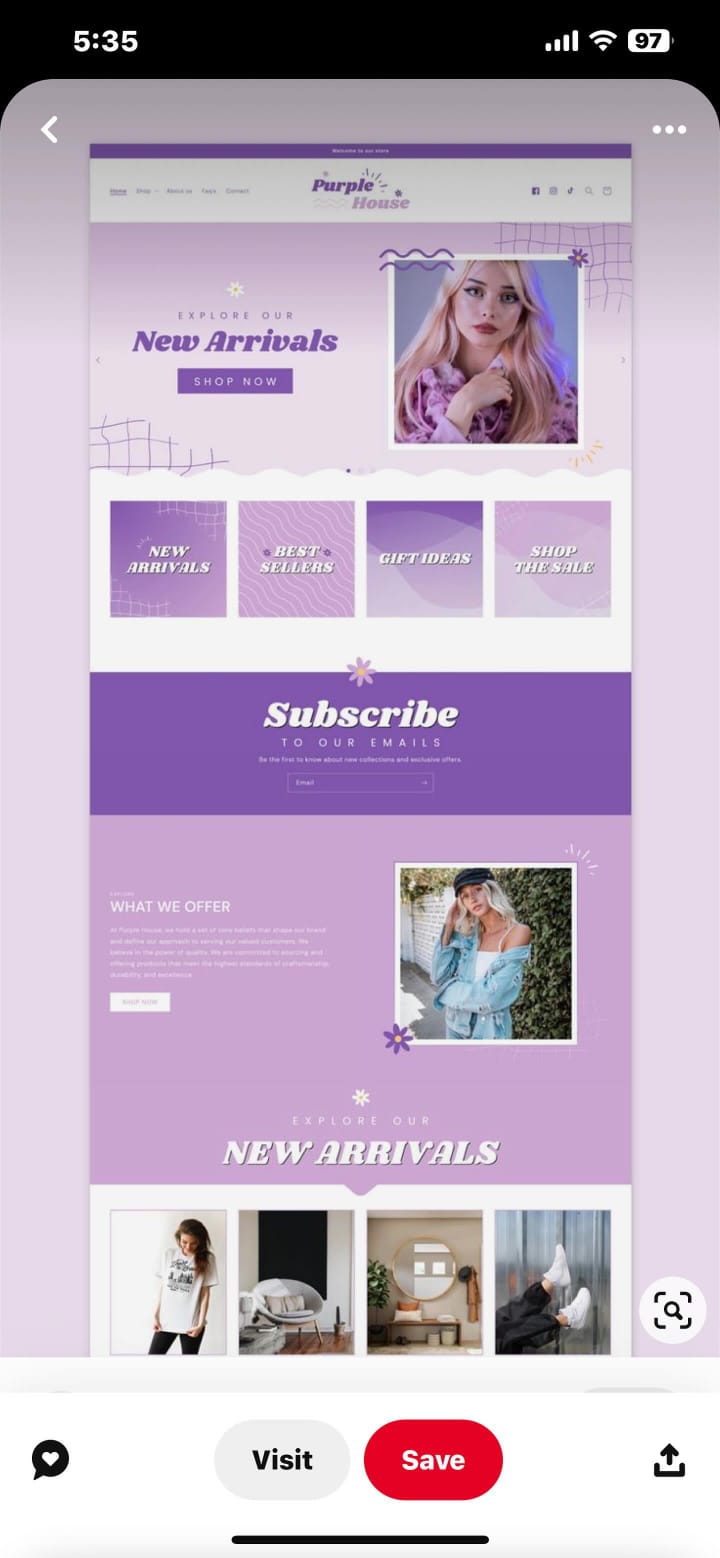 5:35
97
Welcome to our store
Home Shop About us Faq's Contact
Purple
House
EXPLORE OUR
New Arrivals
SHOP NOW
NEW
ARRIVALS
BEST
SELLERS
GIFT IDEAS
SHOP
THE SALE
Subscribe
TO OUR EMAILS
Be the first to know about new collections and exclusive offers.
Email
EXPLORE
WHAT WE OFFER
At Purple House, we hold a set of core beliefs that shape our brand
and define our approach to serving our valued customers. We
believe in the power of quality. We are committed to sourcing and
offering products that meet the highest standards of craftsmanship,
durability, and excellence.
SHOP NOW
EXPLORE OUR
NEW ARRIVALS
Visit
Save